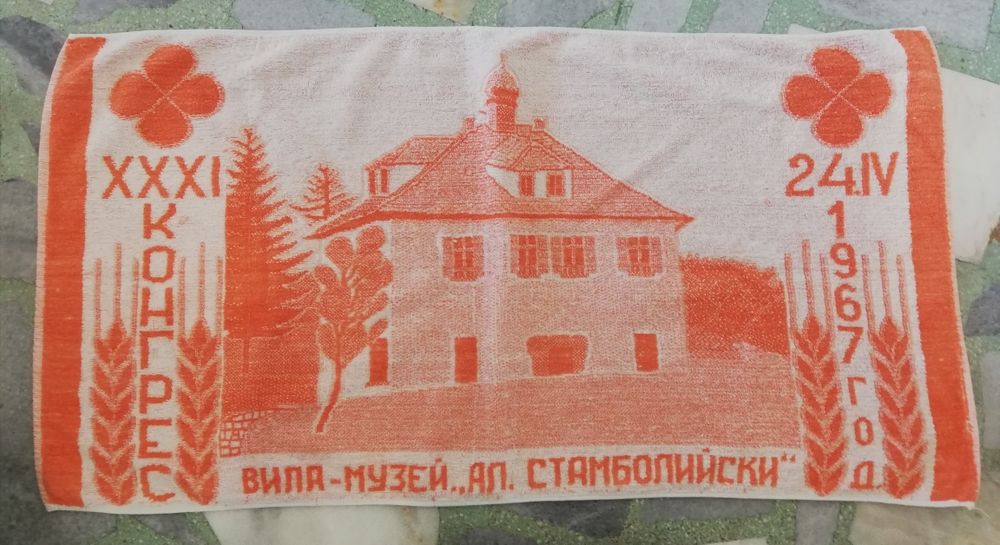 XXXI
КОНГРЕС
24.IV
1967 год.
ВИЛА-МУЗЕЙ „АЛ. СТАМБОЛИЙСКИ“